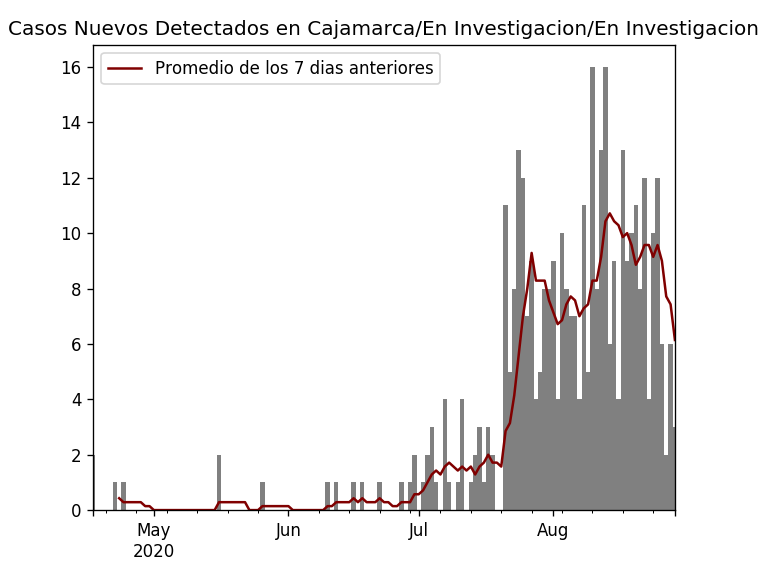 Casos Nuevos Detectados en Cajamarca/En Investigacion/En Investigacion
Promedio de los 7 dias anteriores
16
14
12
10
8
6
4
2
0
May
2020
Jun
Jul
Aug